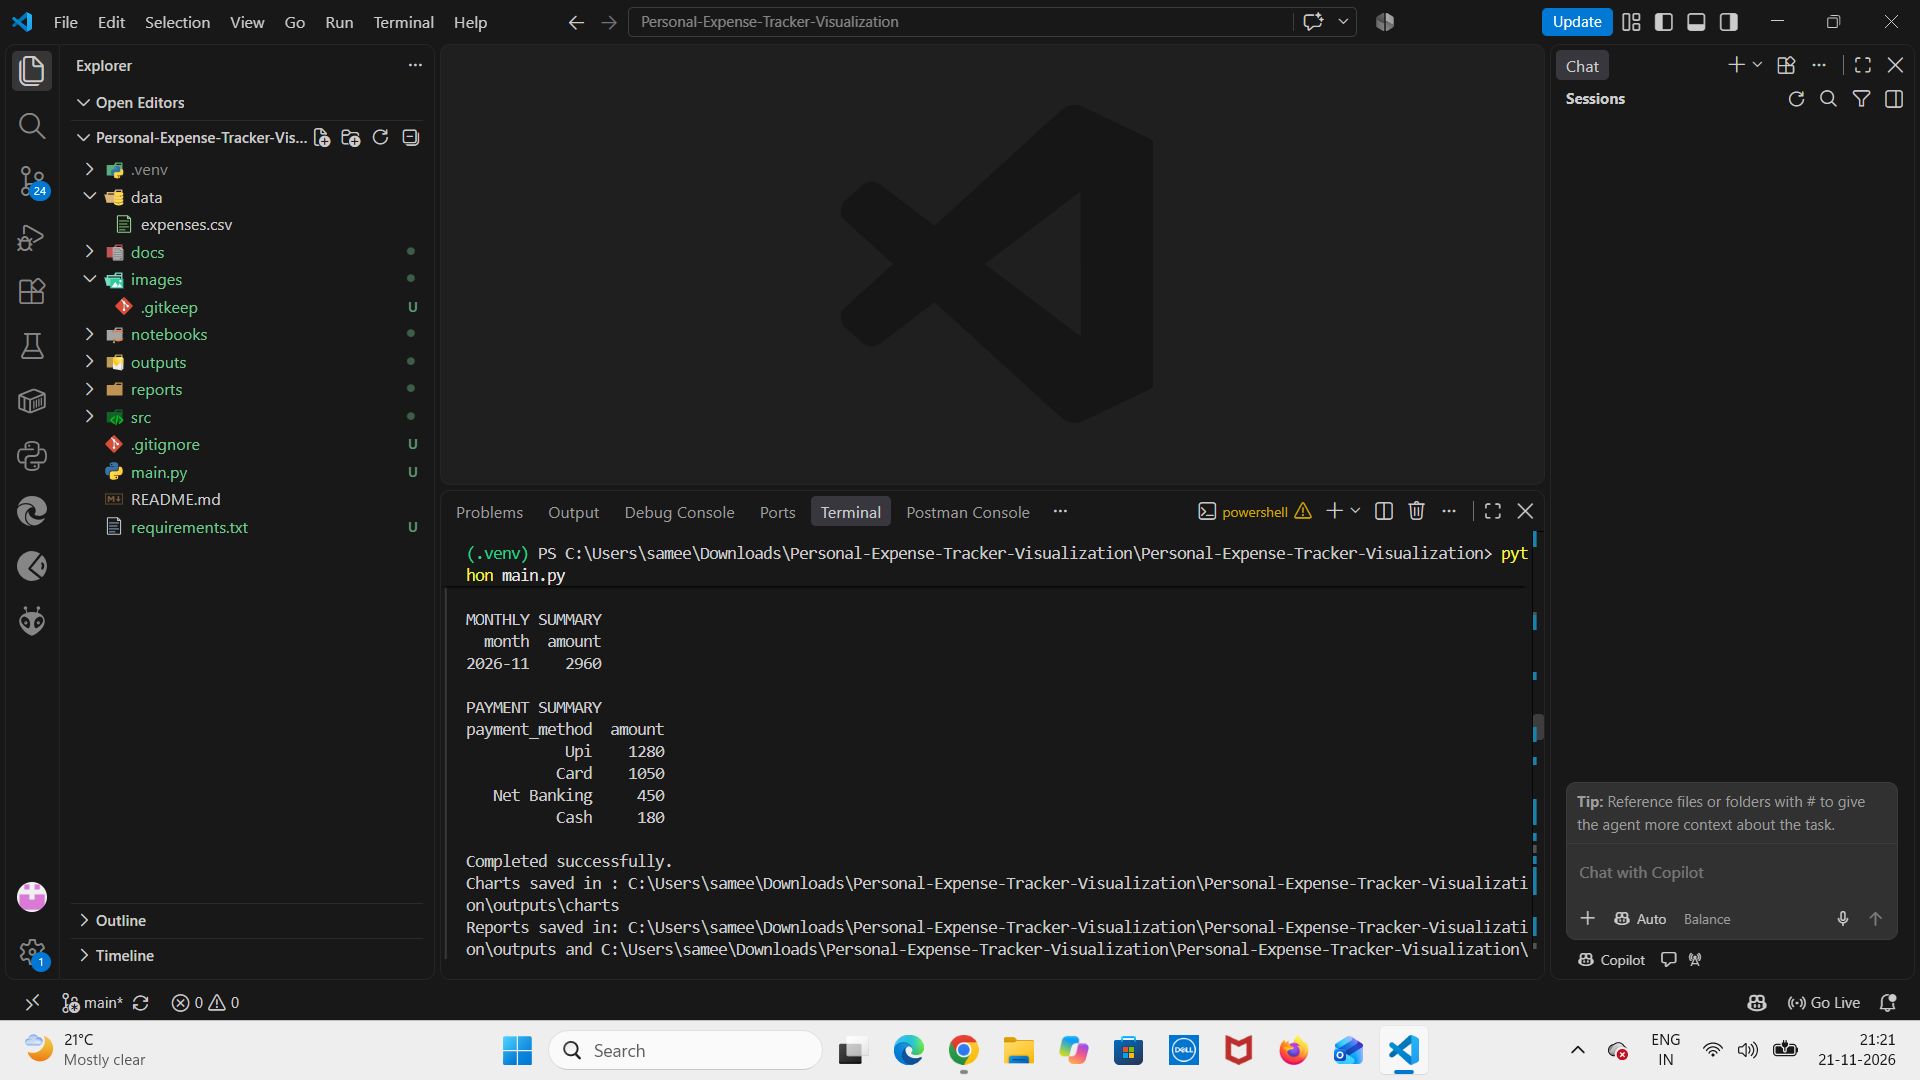 File Edit Selection View Go Run Terminal Help
Personal-Expense-Tracker-Visualization
Update
Explorer
Open Editors
Personal-Expense-Tracker-Vis...
.venv
data
expenses.csv
docs
images
.gitkeep U
notebooks
outputs
reports
src
.gitignore U
main.py U
README.md
requirements.txt U
Outline
Timeline
24
1
Problems Output Debug Console Ports Terminal Postman Console
powershell
(.venv) PS C:\Users\samee\Downloads\Personal-Expense-Tracker-Visualization\Personal-Expense-Tracker-Visualization> pyt
hon main.py
MONTHLY SUMMARY
month amount
2026-11 2960
PAYMENT SUMMARY
payment_method amount
Upi 1280
Card 1050
Net Banking 450
Cash 180
Completed successfully.
Charts saved in : C:\Users\samee\Downloads\Personal-Expense-Tracker-Visualization\Personal-Expense-Tracker-Visualizati
on\outputs\charts
Reports saved in: C:\Users\samee\Downloads\Personal-Expense-Tracker-Visualization\Personal-Expense-Tracker-Visualizati
on\outputs and C:\Users\samee\Downloads\Personal-Expense-Tracker-Visualization\Personal-Expense-Tracker-Visualization\
Chat
Sessions
Tip: Reference files or folders with # to give
the agent more context about the task.
Chat with Copilot
Auto Balance
Copilot
main* 0 0
Go Live
21°C
Mostly clear
Search
DELL
ENG
IN
21:21
21-11-2026